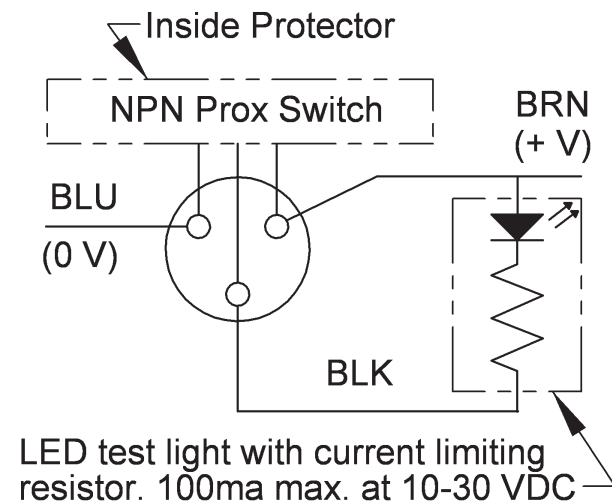 Inside Protector
NPN Prox Switch
BRN
(+ V)
BLU
(0 V)
BLK
LED test light with current limiting
resistor. 100ma max. at 10-30 VDC